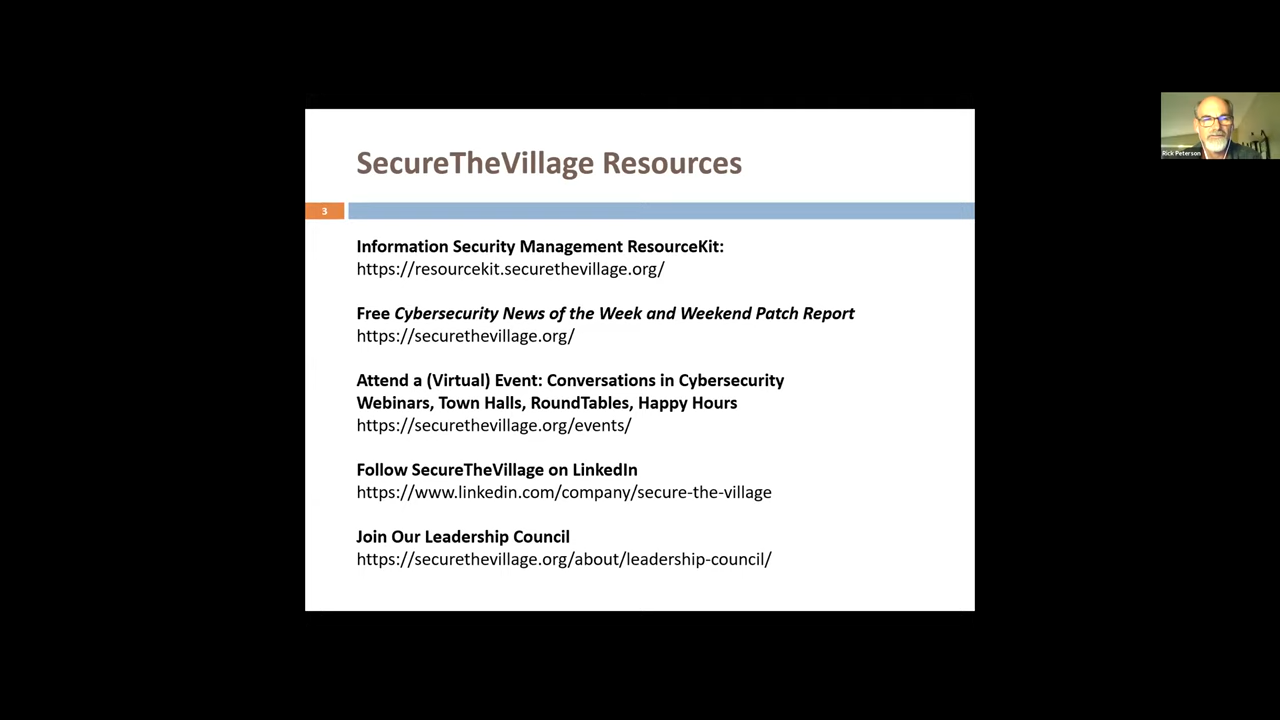 SecureTheVillage Resources
3
Information Security Management ResourceKit:
https://resourcekit.securethevillage.org/
Free Cybersecurity News of the Week and Weekend Patch Report
https://securethevillage.org/
Attend a (Virtual) Event: Conversations in Cybersecurity
Webinars, Town Halls, RoundTables, Happy Hours
https://securethevillage.org/events/
Follow SecureTheVillage on LinkedIn
https://www.linkedin.com/company/secure-the-village
Join Our Leadership Council
https://securethevillage.org/about/leadership-council/
Rick Peterson